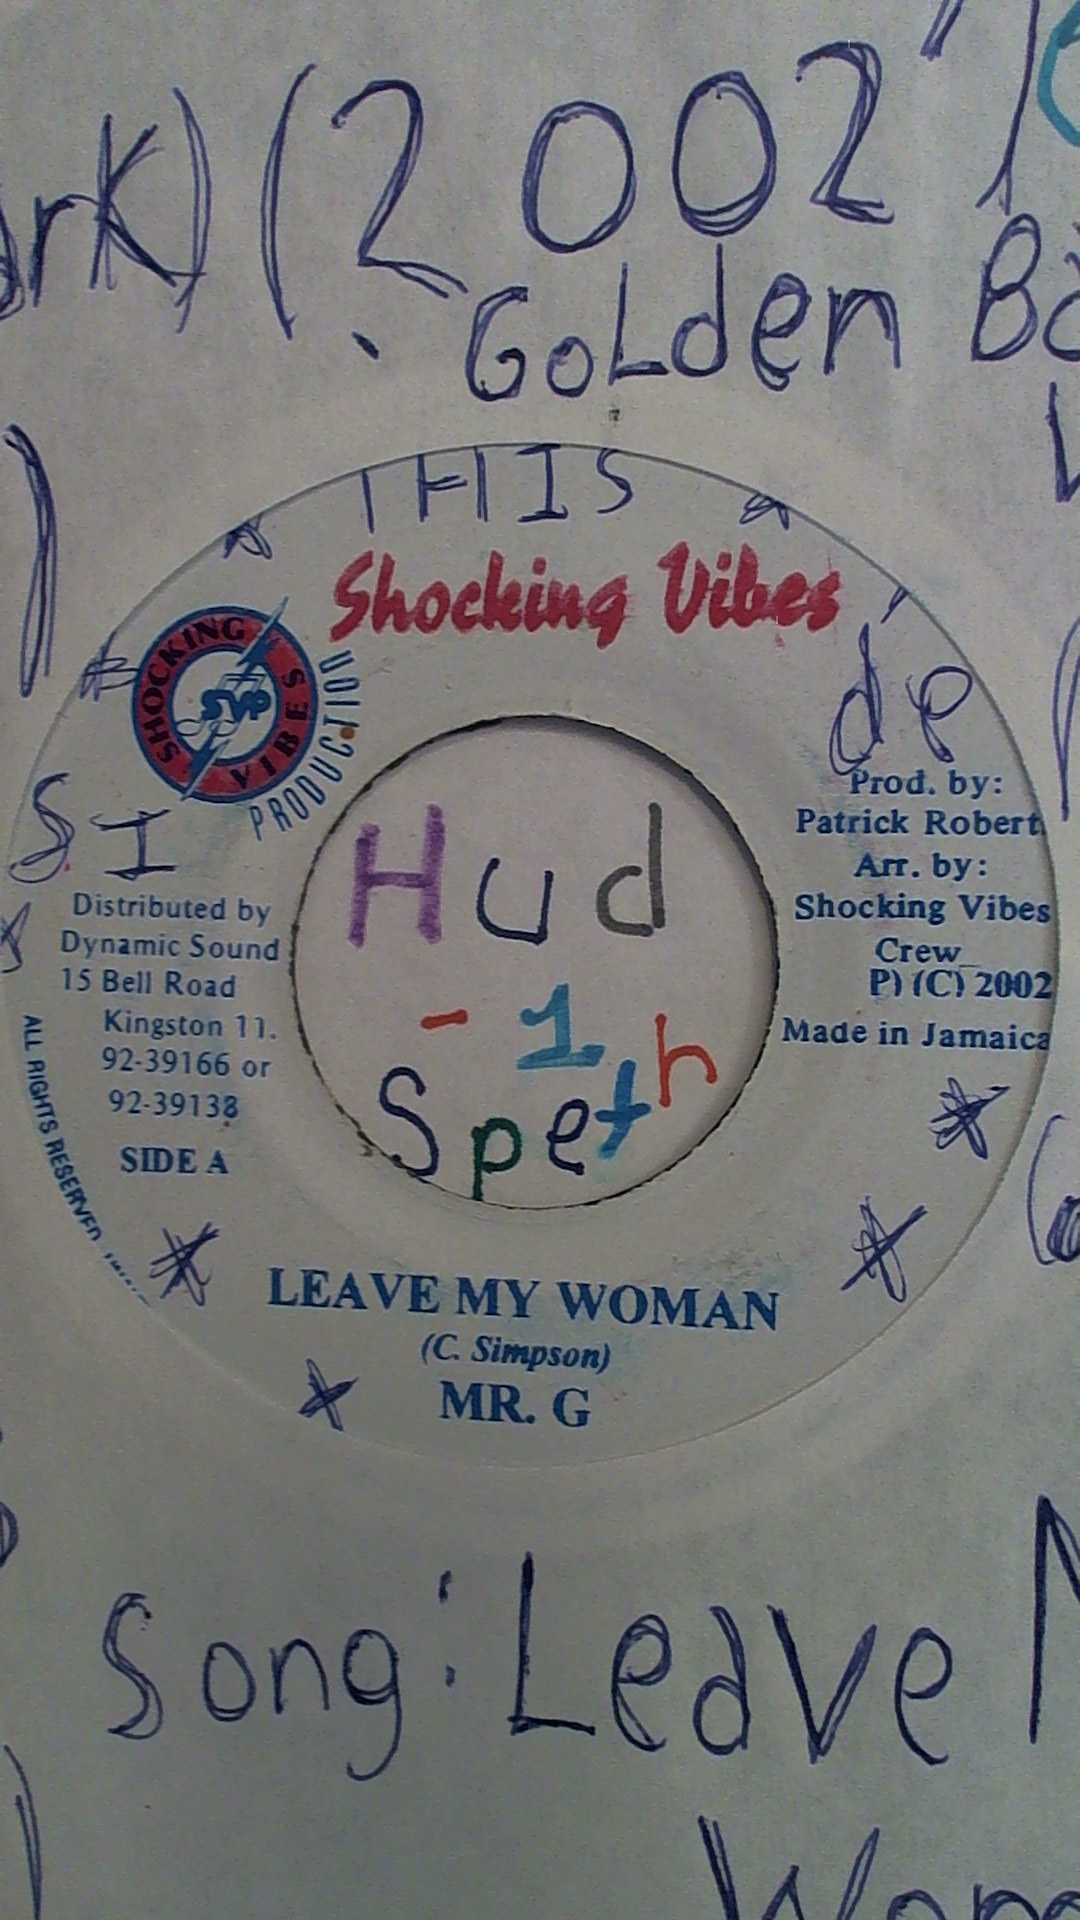 (2002
Golden
THIS
Shocking Vibes
SHOCKING VIBES
SVP
PRODUCTION
de
S. I
Prod. by:
Patrick Robert
Arr. by:
Shocking Vibes
Crew
P) (C) 2002
Made in Jamaica
Distributed by
Dynamic Sound
15 Bell Road
Kingston 11.
92-39166 or
92-39138
SIDE A
ALL RIGHTS RESERVED
Hud
- 1
Speth
LEAVE MY WOMAN
(C. Simpson)
MR. G
Song: Leave